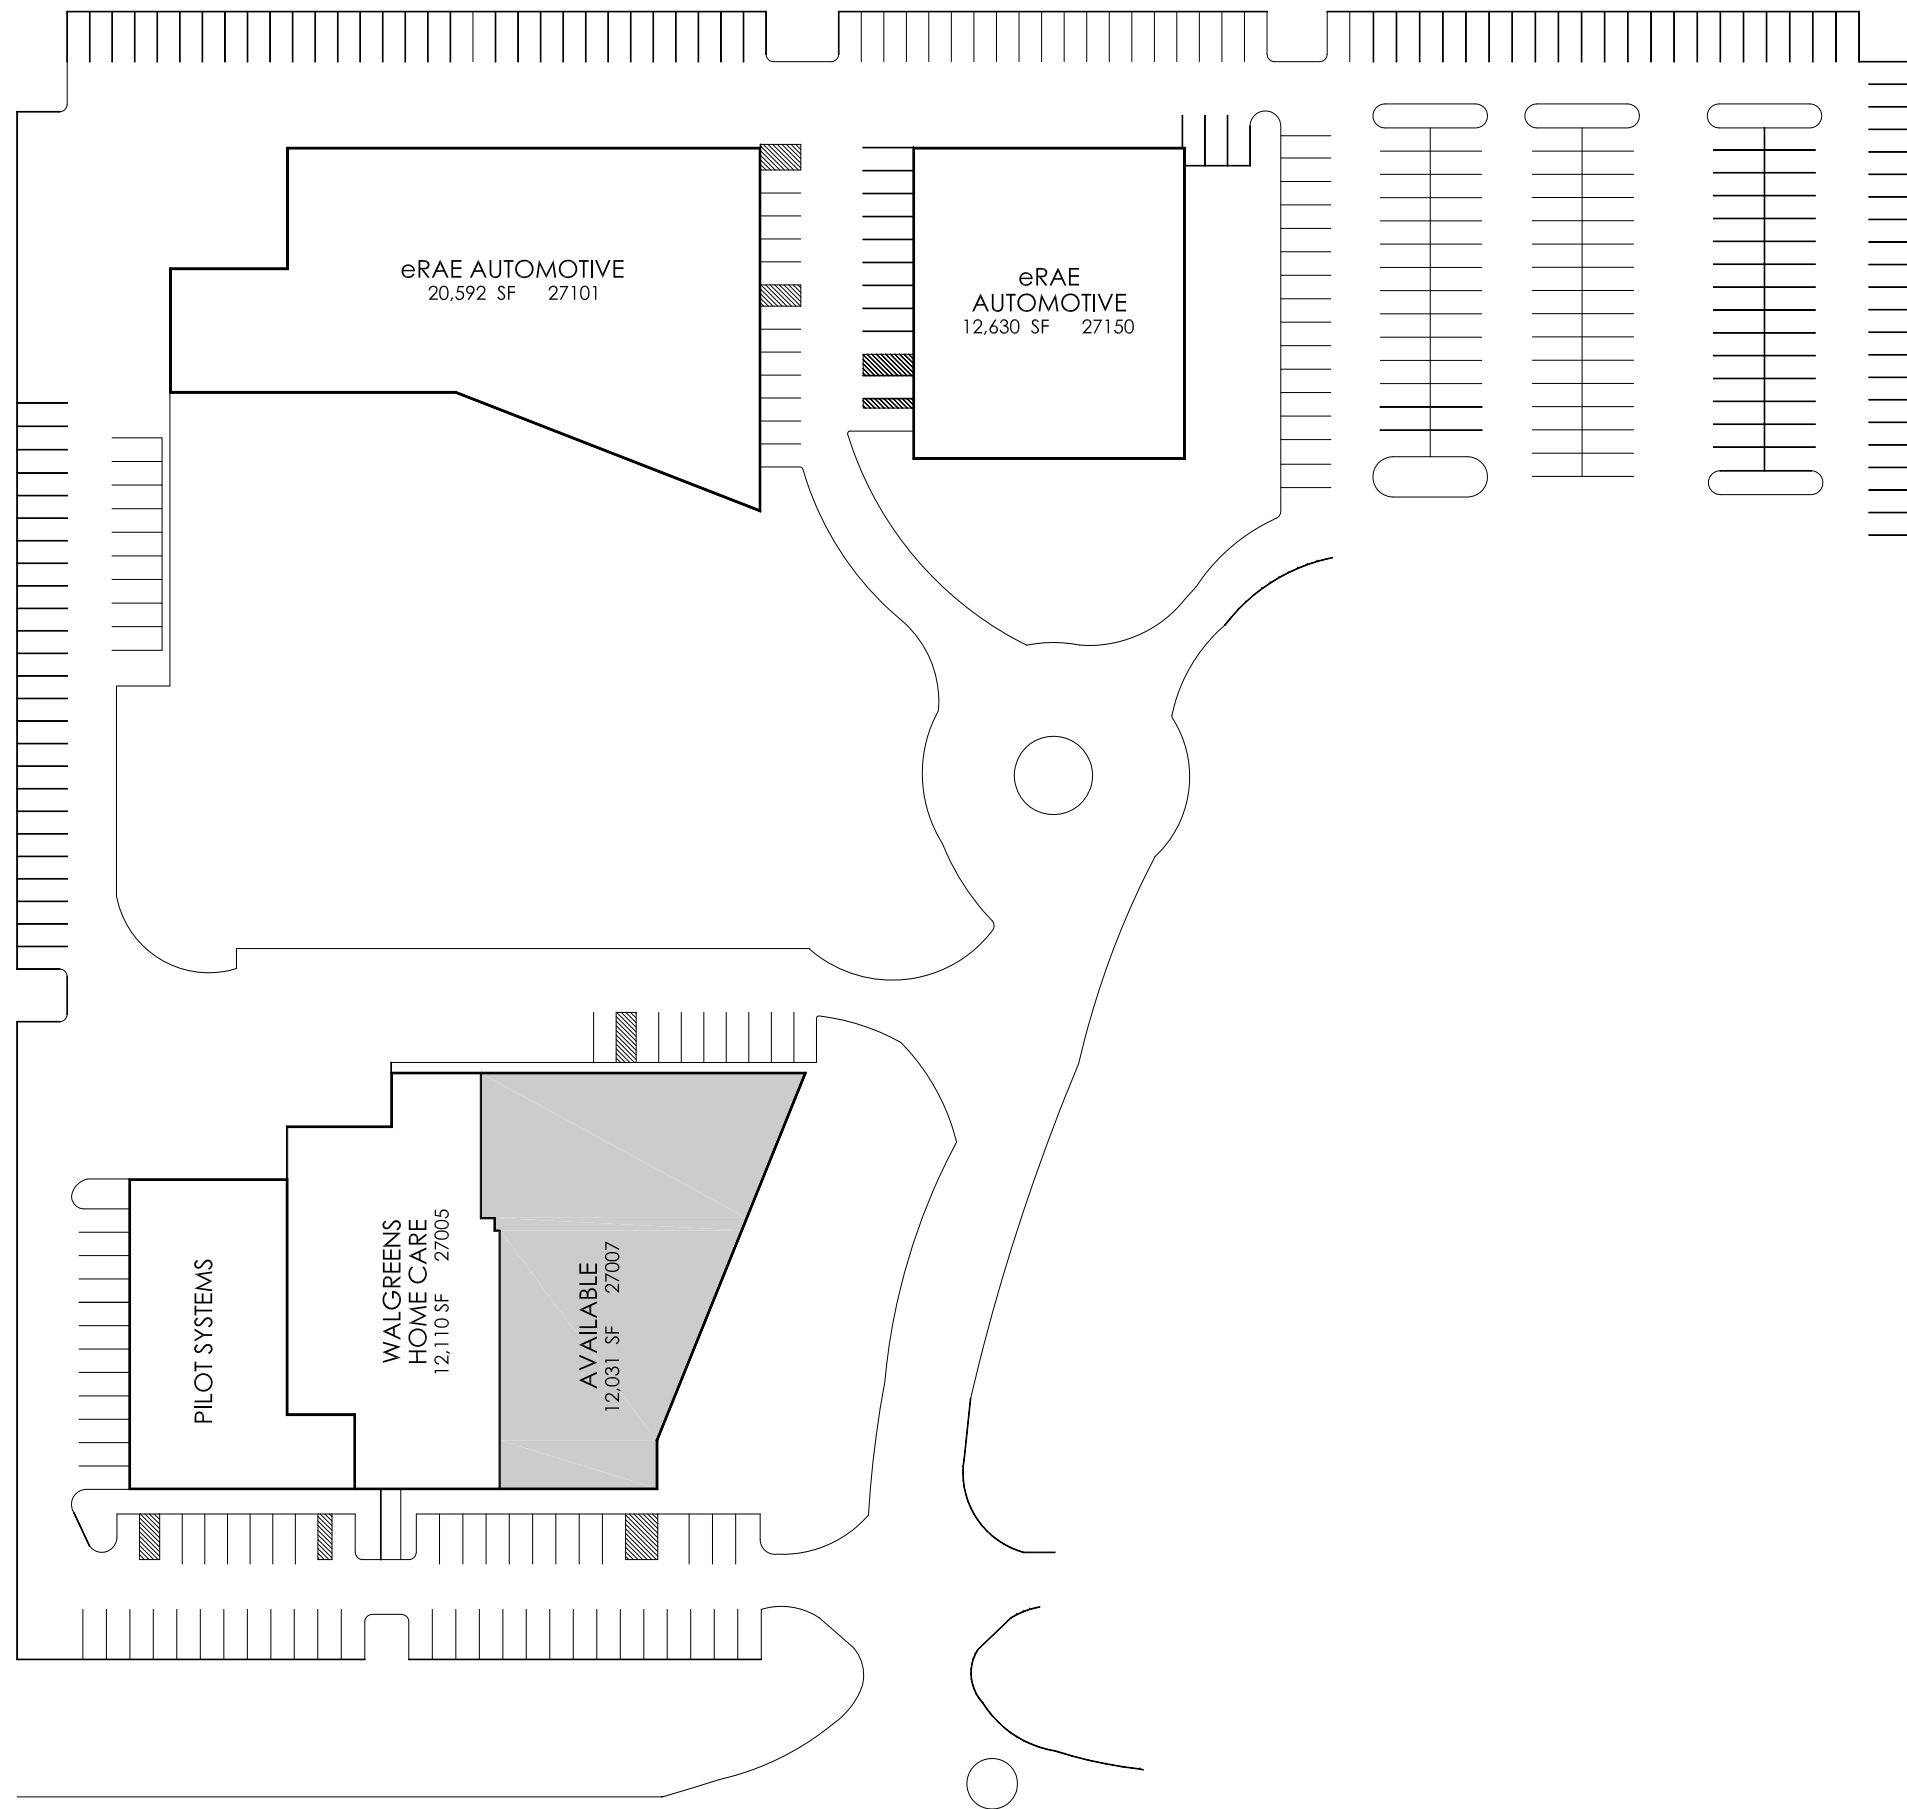 eRAE AUTOMOTIVE
20,592 SF 27101
eRAE
AUTOMOTIVE
12,630 SF 27150
PILOT SYSTEMS
WALGREENS
HOME CARE
12,110 SF 27005
AVAILABLE
12,031 SF 27007